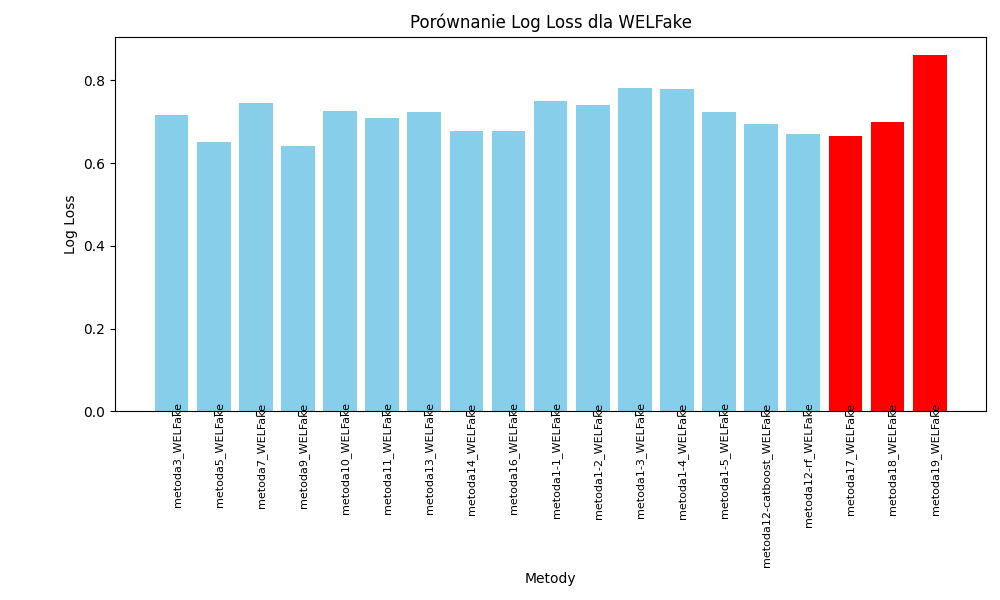 Porównanie Log Loss dla WELFake
Log Loss
0.8
0.6
0.4
0.2
0.0
metoda3_WELFake
metoda5_WELFake
metoda7_WELFake
metoda9_WELFake
metoda10_WELFake
metoda11_WELFake
metoda13_WELFake
metoda14_WELFake
metoda16_WELFake
metoda1-1_WELFake
metoda1-2_WELFake
metoda1-3_WELFake
metoda1-4_WELFake
metoda1-5_WELFake
metoda12-catboost_WELFake
metoda12-rf_WELFake
metoda17_WELFake
metoda18_WELFake
metoda19_WELFake
Metody